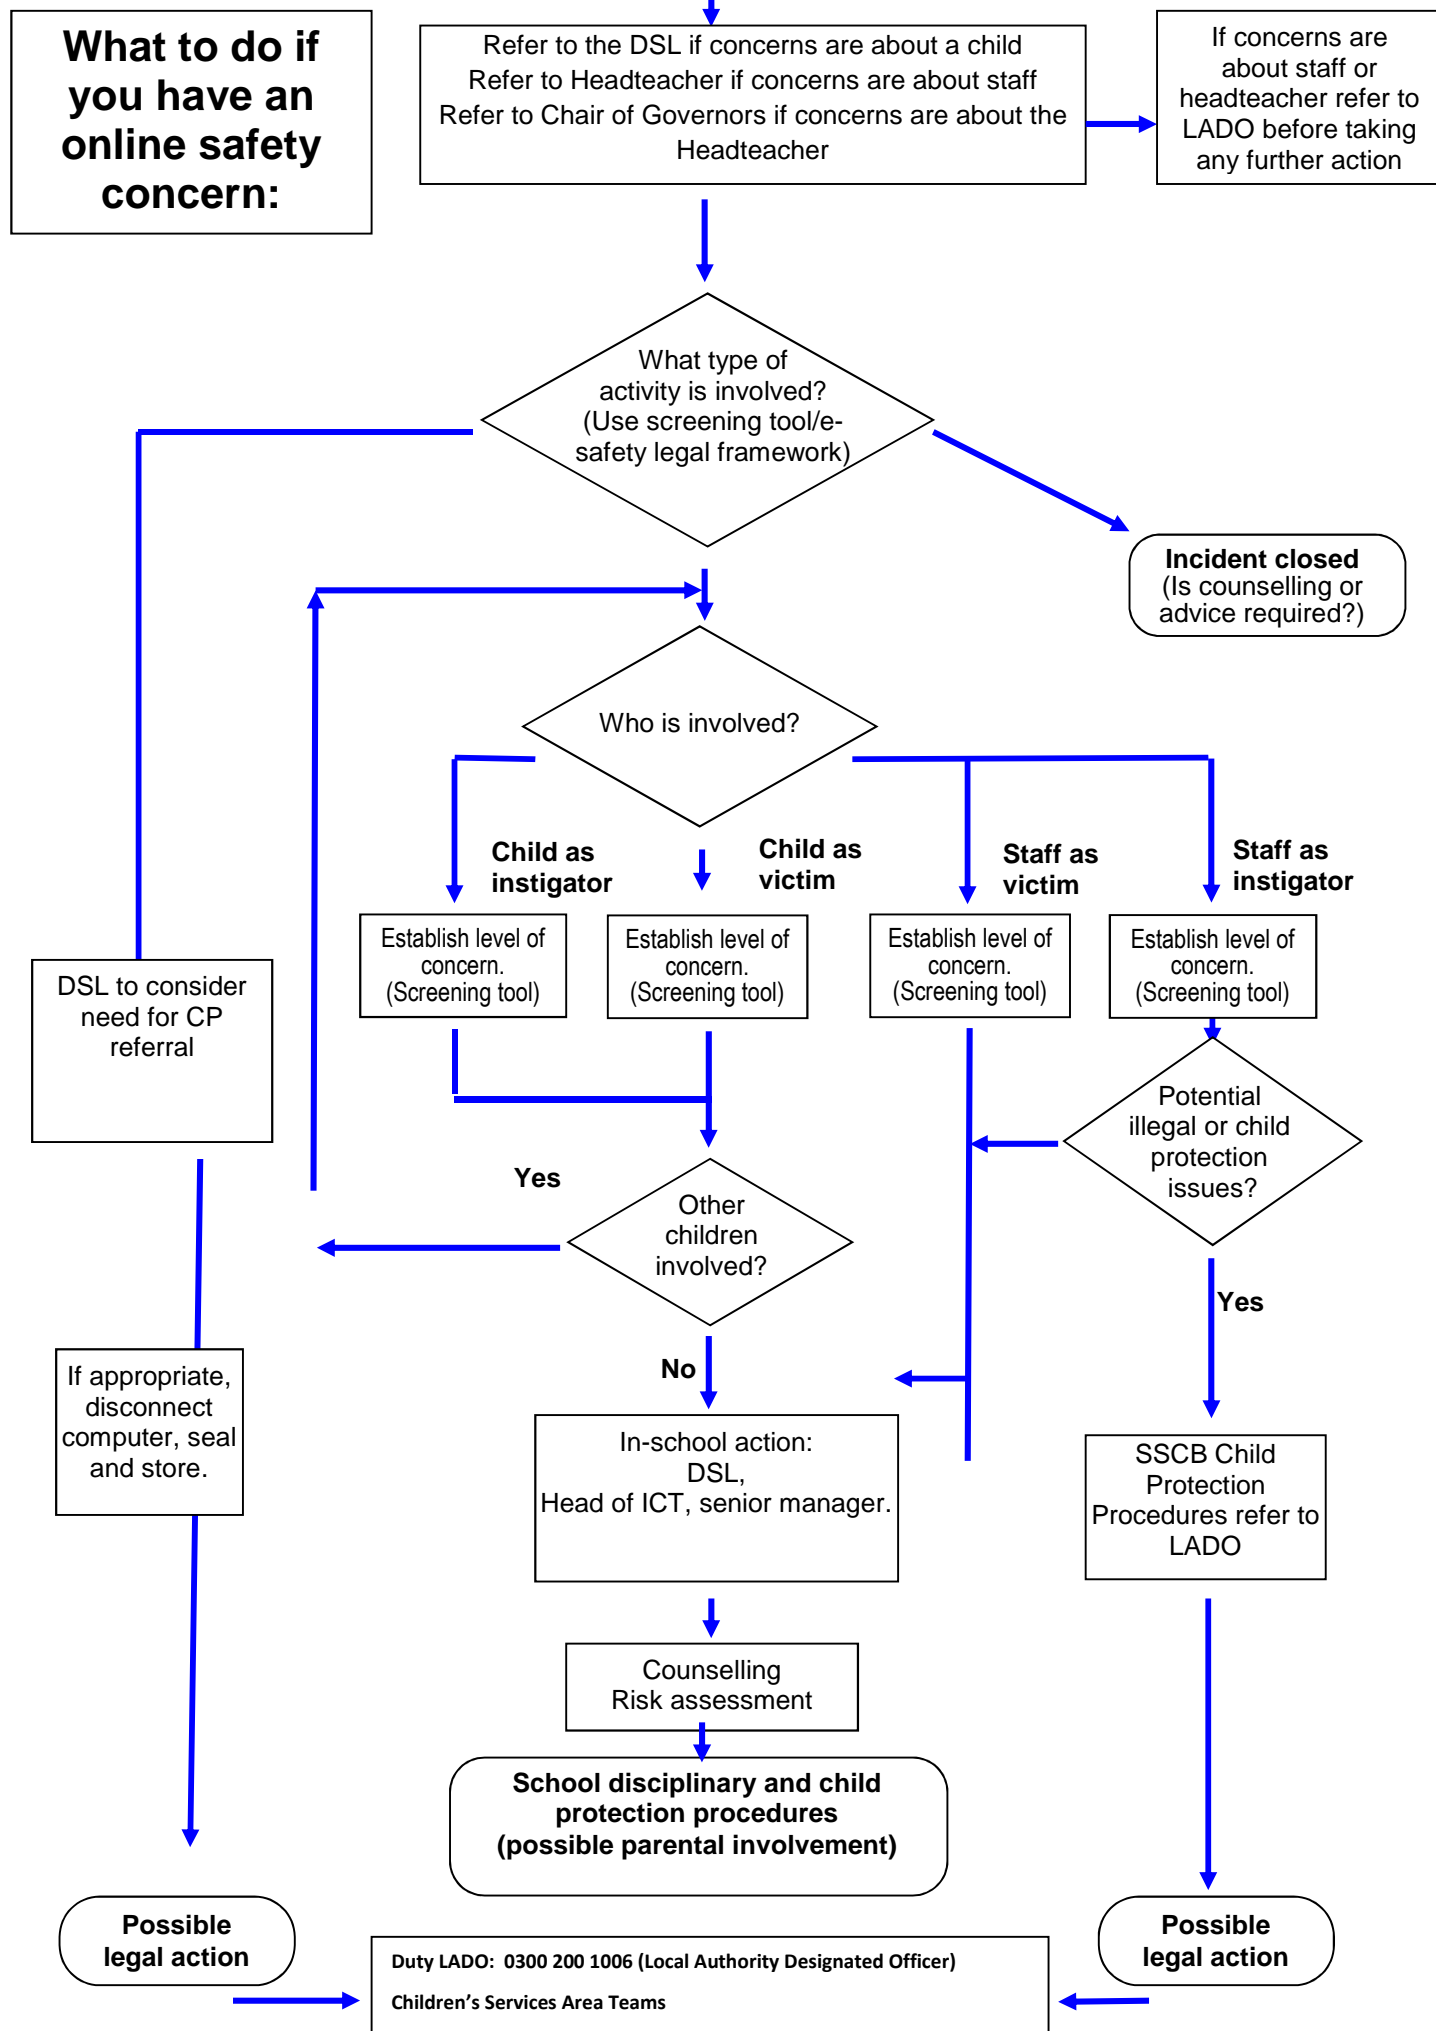 What to do if
you have an
online safety
concern:
Refer to the DSL if concerns are about a child
Refer to Headteacher if concerns are about staff
Refer to Chair of Governors if concerns are about the
Headteacher
If concerns are
about staff or
headteacher refer to
LADO before taking
any further action
What type of
activity is involved?
(Use screening tool/e-
safety legal framework)
Incident closed
(Is counselling or
advice required?)
Who is involved?
Child as
instigator
Child as
victim
Staff as
victim
Staff as
instigator
Establish level of
concern.
(Screening tool)
Establish level of
concern.
(Screening tool)
Establish level of
concern.
(Screening tool)
Establish level of
concern.
(Screening tool)
DSL to consider
need for CP
referral
Potential
illegal or child
protection
issues?
Yes
Other
children
involved?
Yes
No
If appropriate,
disconnect
computer, seal
and store.
In-school action:
DSL,
Head of ICT, senior manager.
SSCB Child
Protection
Procedures refer to
LADO
Counselling
Risk assessment
School disciplinary and child
protection procedures
(possible parental involvement)
Possible
legal action
Possible
legal action
Duty LADO: 0300 200 1006 (Local Authority Designated Officer)
Children’s Services Area Teams